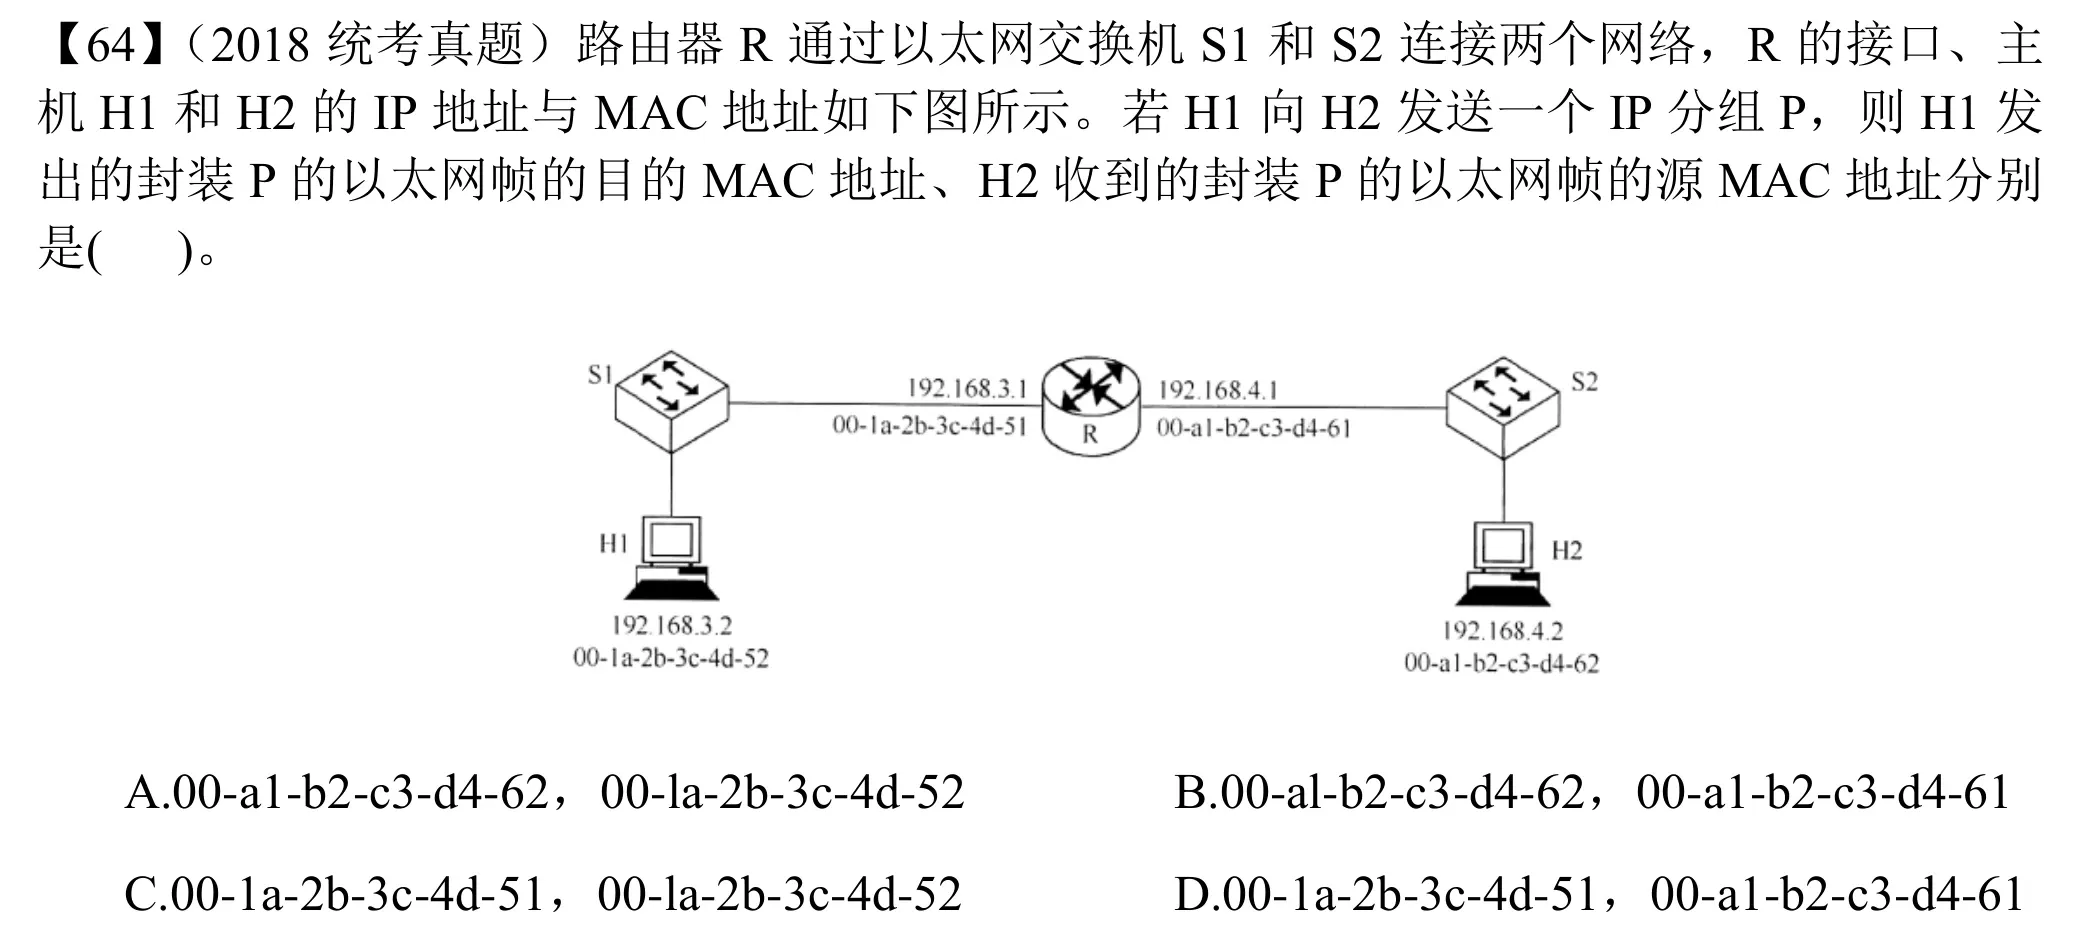 【64】（2018 统考真题）路由器 R 通过以太网交换机 S1 和 S2 连接两个网络，R 的接口、主
机 H1 和 H2 的 IP 地址与 MAC 地址如下图所示。若 H1 向 H2 发送一个 IP 分组 P，则 H1 发
出的封装 P 的以太网帧的目的 MAC 地址、H2 收到的封装 P 的以太网帧的源 MAC 地址分别
是(     )。
S1
192.168.3.1
00-1a-2b-3c-4d-51
R
192.168.4.1
00-a1-b2-c3-d4-61
S2
H1
192.168.3.2
00-1a-2b-3c-4d-52
H2
192.168.4.2
00-a1-b2-c3-d4-62
A.00-a1-b2-c3-d4-62，00-la-2b-3c-4d-52
B.00-al-b2-c3-d4-62，00-a1-b2-c3-d4-61
C.00-1a-2b-3c-4d-51，00-la-2b-3c-4d-52
D.00-1a-2b-3c-4d-51，00-a1-b2-c3-d4-61